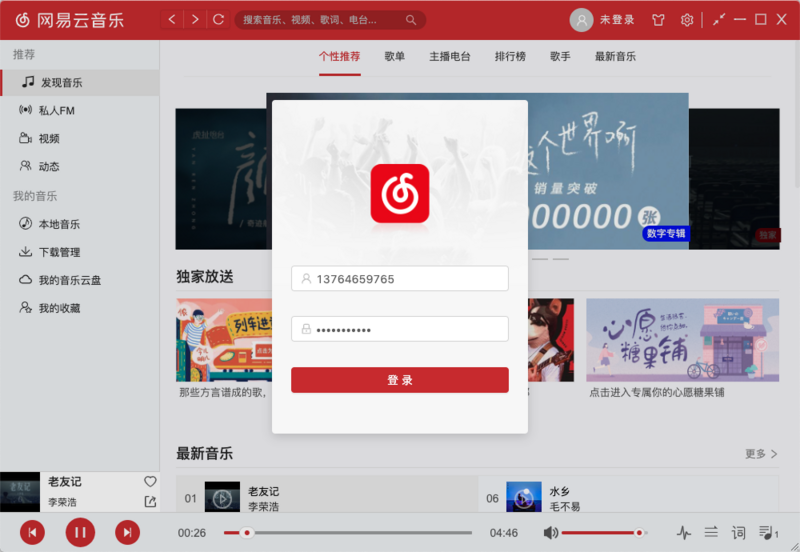 网易云音乐
搜索音乐、视频、歌词、电台...
未登录
推荐
发现音乐
私人FM
视频
动态
我的音乐
本地音乐
下载管理
我的音乐云盘
我的收藏
个性推荐 歌单 主播电台 排行榜 歌手 最新音乐
个世界啊
销量突破
000000张
数字专辑
独家
13764659765
•••••••••••
登录
独家放送
列车进
那些方言谱成的歌，
心愿
糖果铺
点击进入专属你的心愿糖果铺
最新音乐
更多
01
老友记
李荣浩
06
水乡
毛不易
老友记
李荣浩
00:26
04:46
词
1